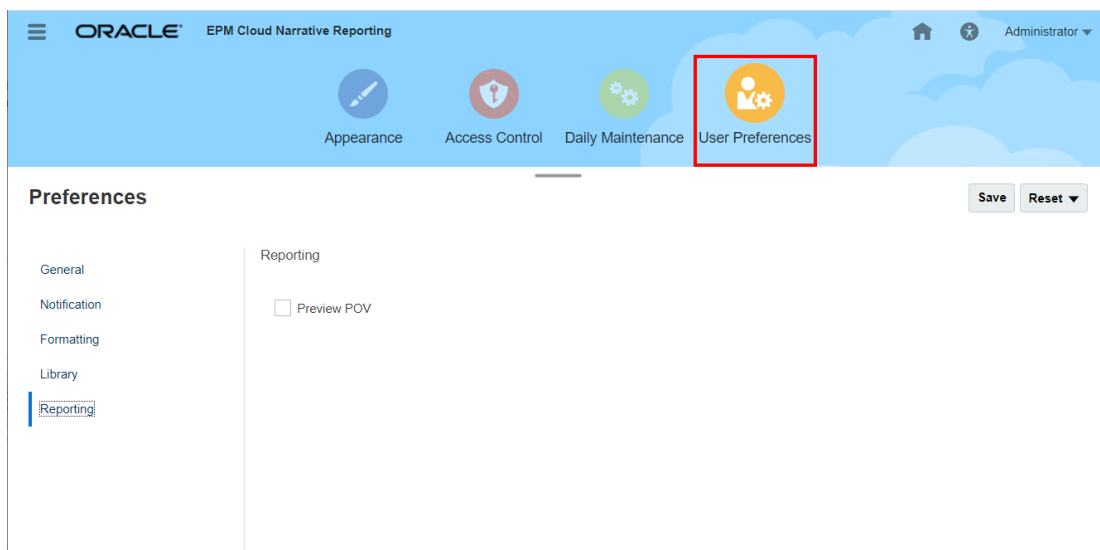 ORACLE® EPM Cloud Narrative Reporting Administrator
Appearance Access Control Daily Maintenance User Preferences
Preferences Save Reset
General
Notification
Formatting
Library
Reporting
Reporting
Preview POV